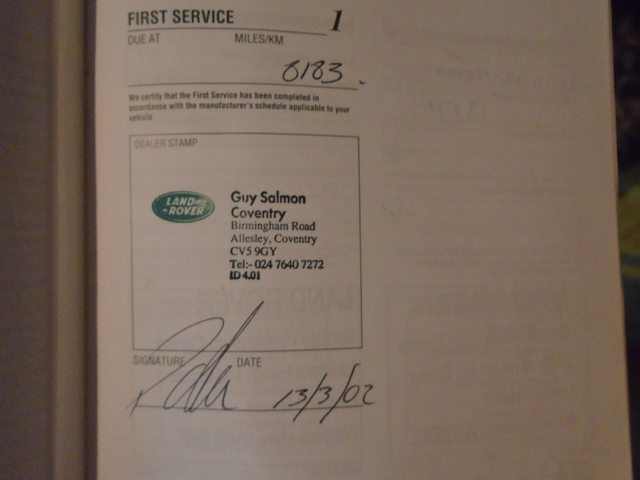 FIRST SERVICE 1
DUE AT MILES/KM
8183.
We certify that the First Service has been completed in
accordance with the manufacturer's schedule applicable to your
vehicle
DEALER STAMP
LAND
ROVER
Guy Salmon
Coventry
Birmingham Road
Allesley, Coventry
CV5 9GY
Tel:- 024 7640 7272
ID 4.01
SIGNATURE DATE
13/3/02